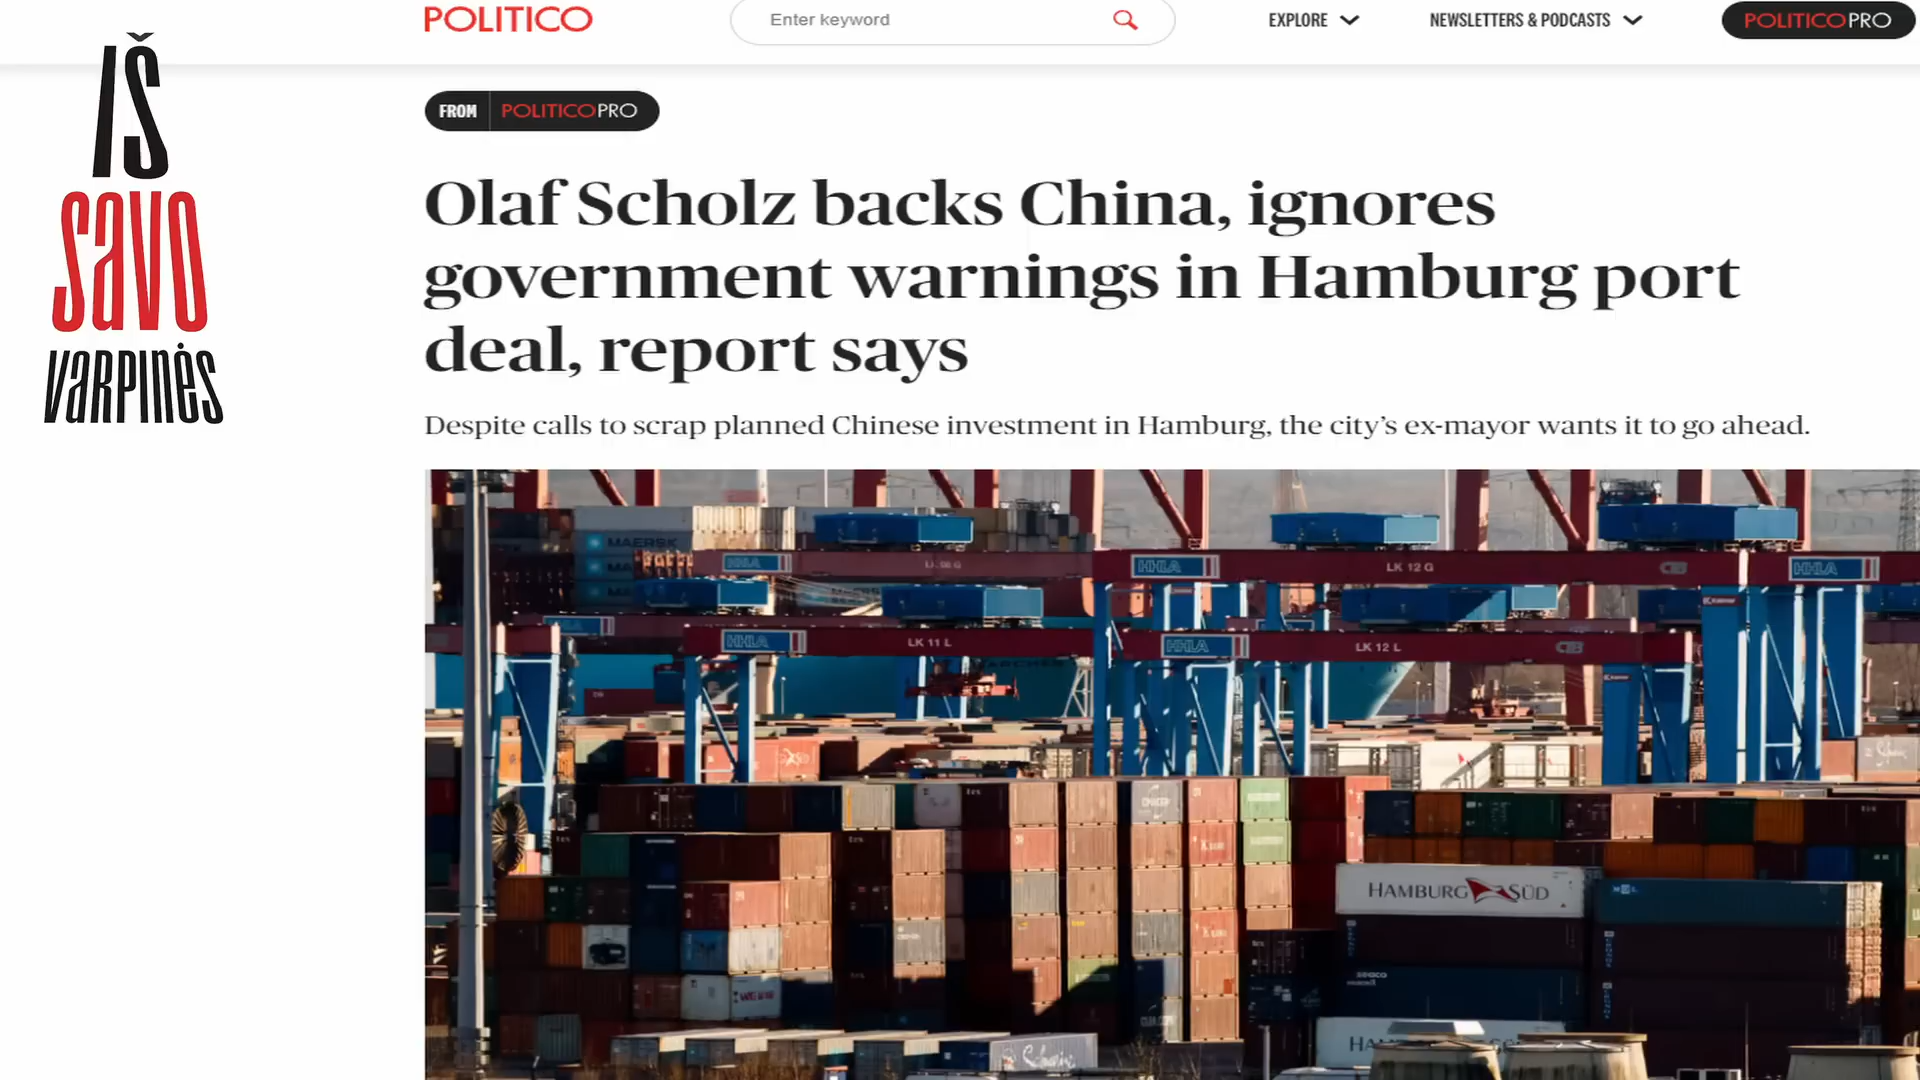 IŠ
savo
varpinės
POLITICO
Enter keyword
EXPLORE
NEWSLETTERS & PODCASTS
POLITICOPRO
FROM POLITICOPRO
Olaf Scholz backs China, ignores
government warnings in Hamburg port
deal, report says
Despite calls to scrap planned Chinese investment in Hamburg, the city's ex-mayor wants it to go ahead.
MAERSK
HHLA
HHLA LK 12 G HHLA
HHLA LK 11 L HHLA LK 12 L
HAMBURG SÜD